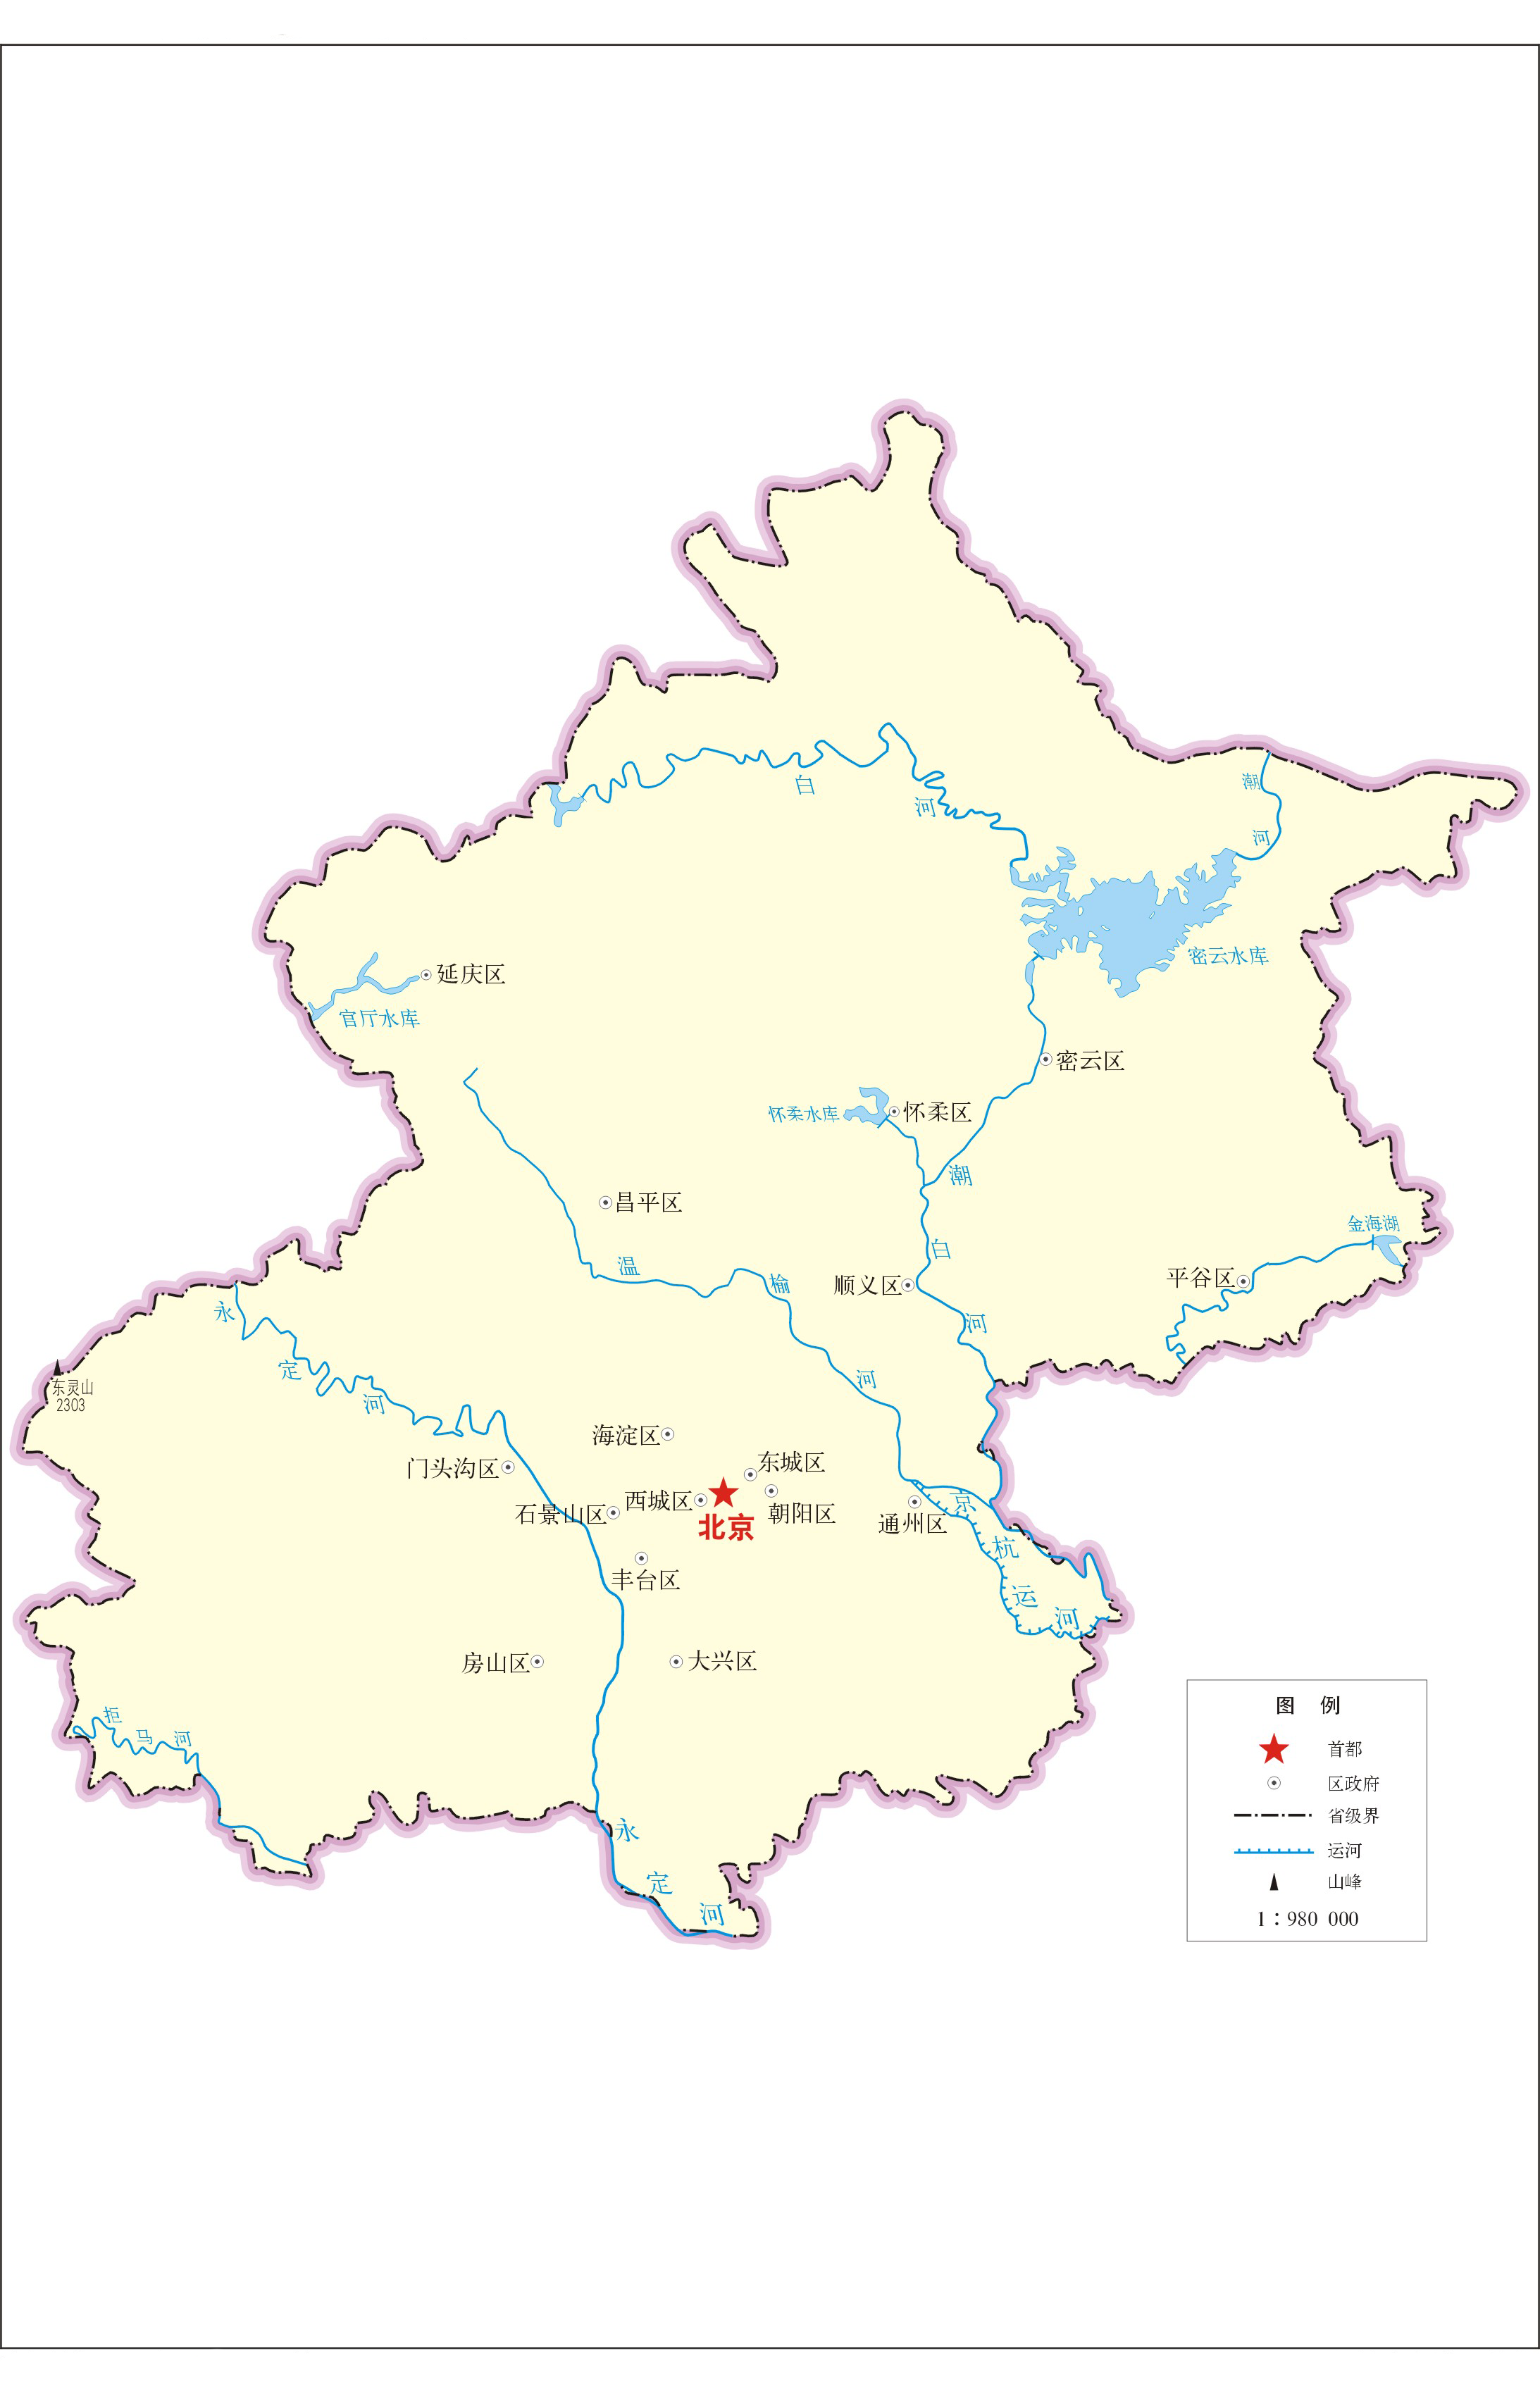 白
河
潮
河
密云水库
延庆区
官厅水库
密云区
怀柔水库
怀柔区
潮
白
河
昌平区
金海湖
平谷区
顺义区
温
榆
河
永
定
河
东灵山
2303
海淀区
门头沟区
东城区
西城区
石景山区
朝阳区
北京
通州区
京
杭
运
河
丰台区
房山区
大兴区
拒
马
河
永
定
河
图 例
首都
区政府
省级界
运河
山峰
1：980 000